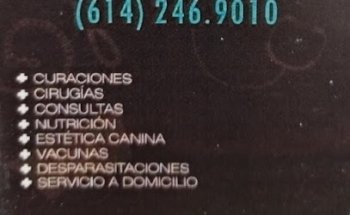 (614) 246.9010
CURACIONES
CIRUGÍAS
CONSULTAS
NUTRICIÓN
ESTÉTICA CANINA
VACUNAS
DESPARASITACIONES
SERVICIO A DOMICILIO